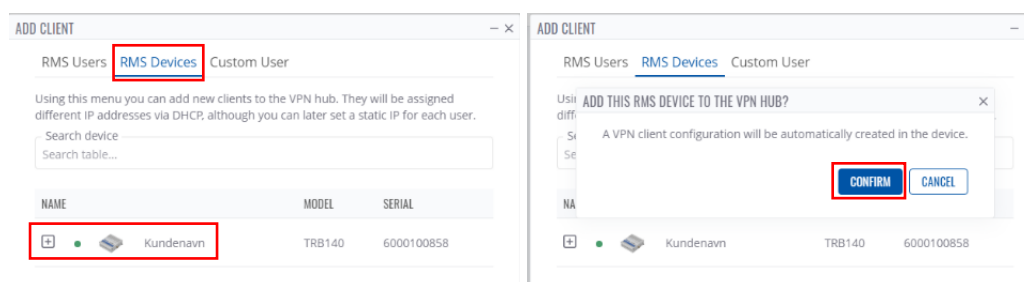 ADD CLIENT
RMS Users RMS Devices Custom User
Using this menu you can add new clients to the VPN hub. They will be assigned
different IP addresses via DHCP, although you can later set a static IP for each user.
Search device
Search table...
NAME MODEL SERIAL
Kundenavn TRB140 6000100858
ADD CLIENT
RMS Users RMS Devices Custom User
ADD THIS RMS DEVICE TO THE VPN HUB?
A VPN client configuration will be automatically created in the device.
CONFIRM CANCEL
Kundenavn TRB140 6000100858